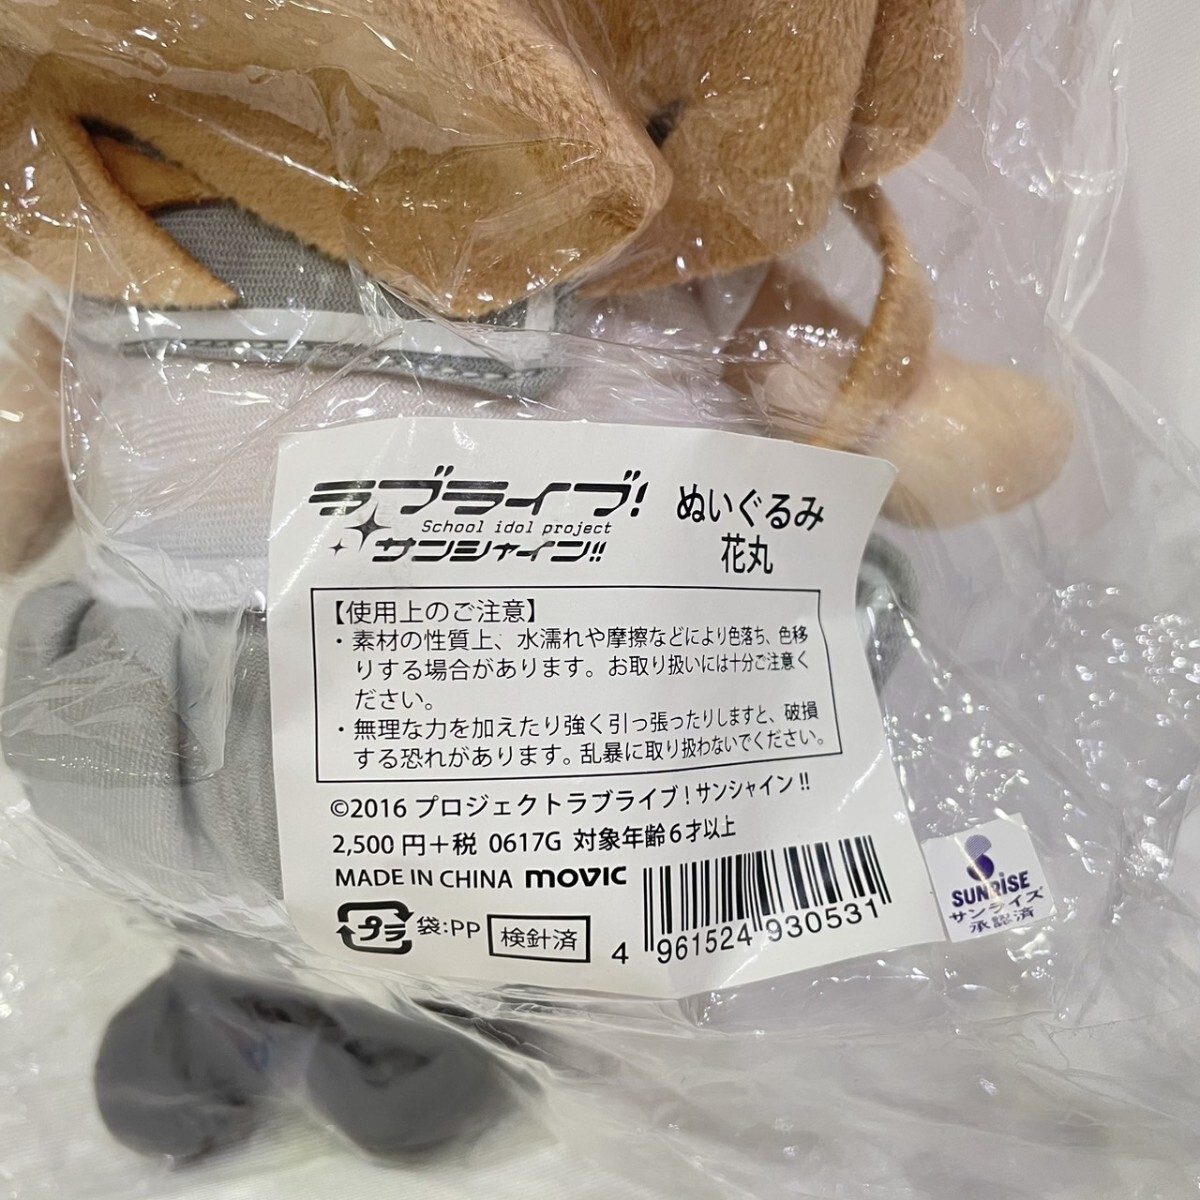 ラブライブ!
School idol project
サンシャイン!!
ぬいぐるみ
花丸
【使用上のご注意】
・素材の性質上、水濡れや摩擦などにより色落ち、色移
りする場合があります。お取り扱いには十分ご注意く
ださい。
・無理な力を加えたり強く引っ張ったりしますと、破損
する恐れがあります。乱暴に取り扱わないでください。
©2016 プロジェクトラブライブ!サンシャイン!!
2,500 円+税 0617G 対象年齢6才以上
MADE IN CHINA movic
プラ 袋:PP 検針済
4 961524 930531
SUNRISE
サンライズ
承認済